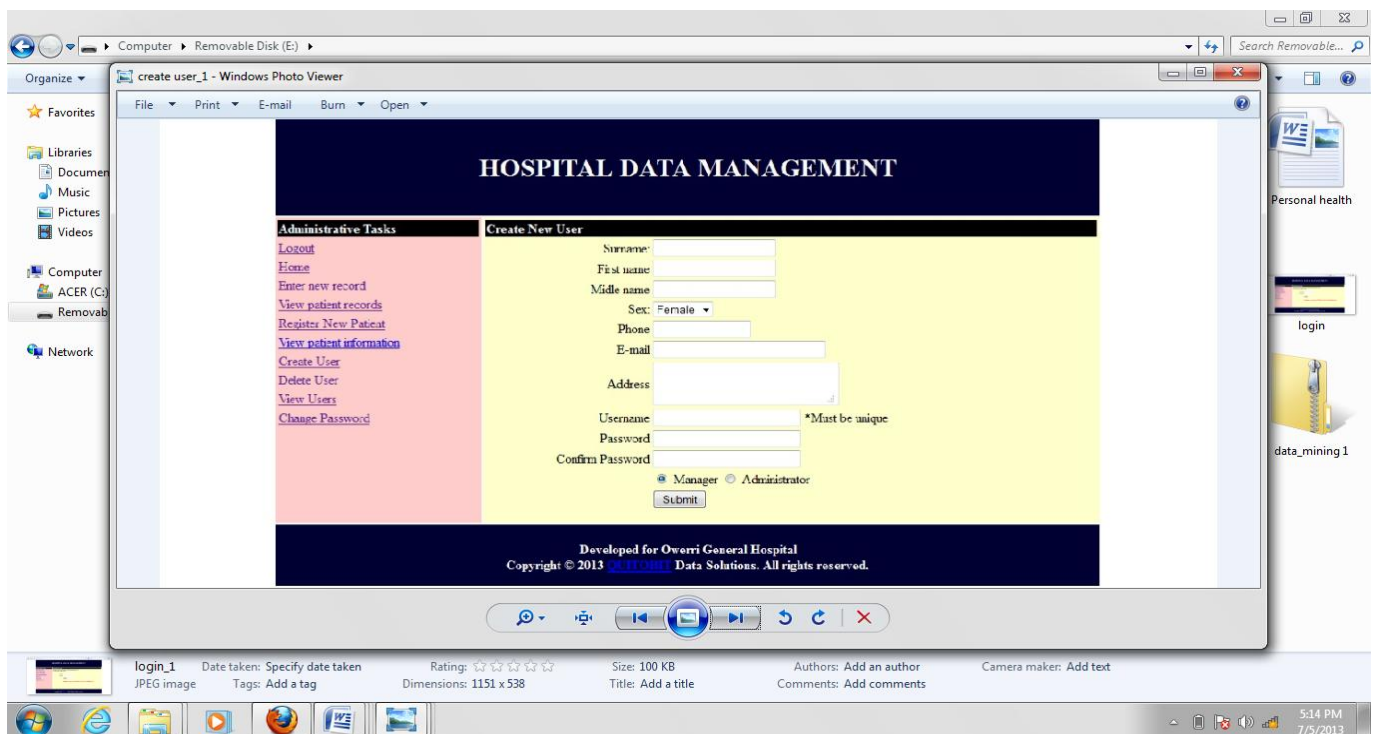 Computer ▸ Removable Disk (E:) ▸
Search Removable...
Organize
create user_1 - Windows Photo Viewer
File Print E-mail Burn Open
Favorites
Libraries
Documen
Music
Pictures
Videos
Computer
ACER (C:)
Removab
Network
HOSPITAL DATA MANAGEMENT
Administrative Tasks
Logout
Home
Enter new record
View patient records
Register New Patient
View patient information
Create User
Delete User
View Users
Change Password
Create New User
Surname:
First name
Midle name
Sex: Female
Phone
E-mail
Address
Username *Must be unique
Password
Confirm Password
Manager Administrator
Submit
Developed for Owerri General Hospital
Copyright © 2013 Data Solutions. All rights reserved.
Personal health
login
data_mining 1
login_1 Date taken: Specify date taken Rating: Size: 100 KB Authors: Add an author Camera maker: Add text
JPEG image Tags: Add a tag Dimensions: 1151 x 538 Title: Add a title Comments: Add comments
5:14 PM
7/5/2013